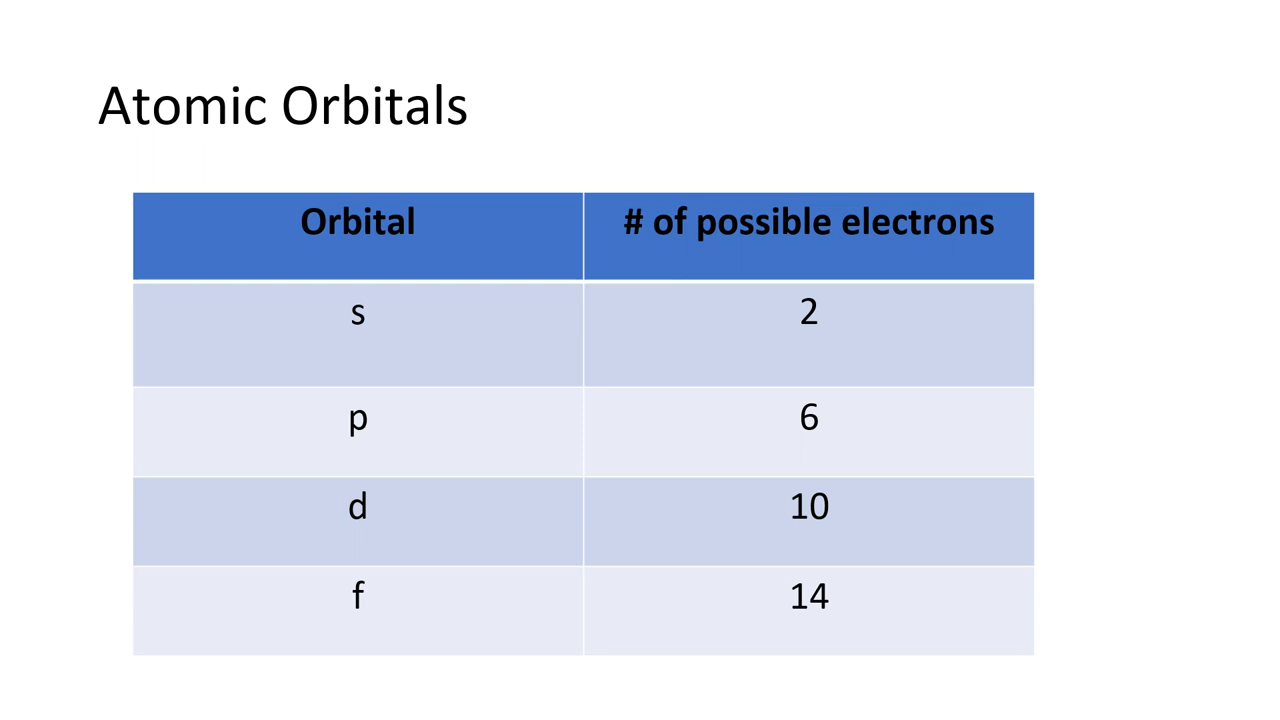 Atomic Orbitals
Orbital # of possible electrons
s 2
p 6
d 10
f 14